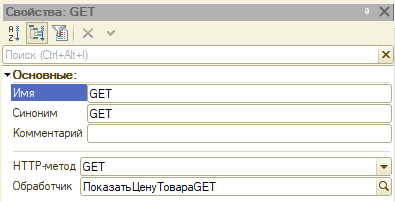 Свойства: GET
Поиск (Ctrl+Alt+I)
Основные:
Имя GET
Синоним GET
Комментарий
HTTP-метод GET
Обработчик ПоказатьЦенуТовараGET